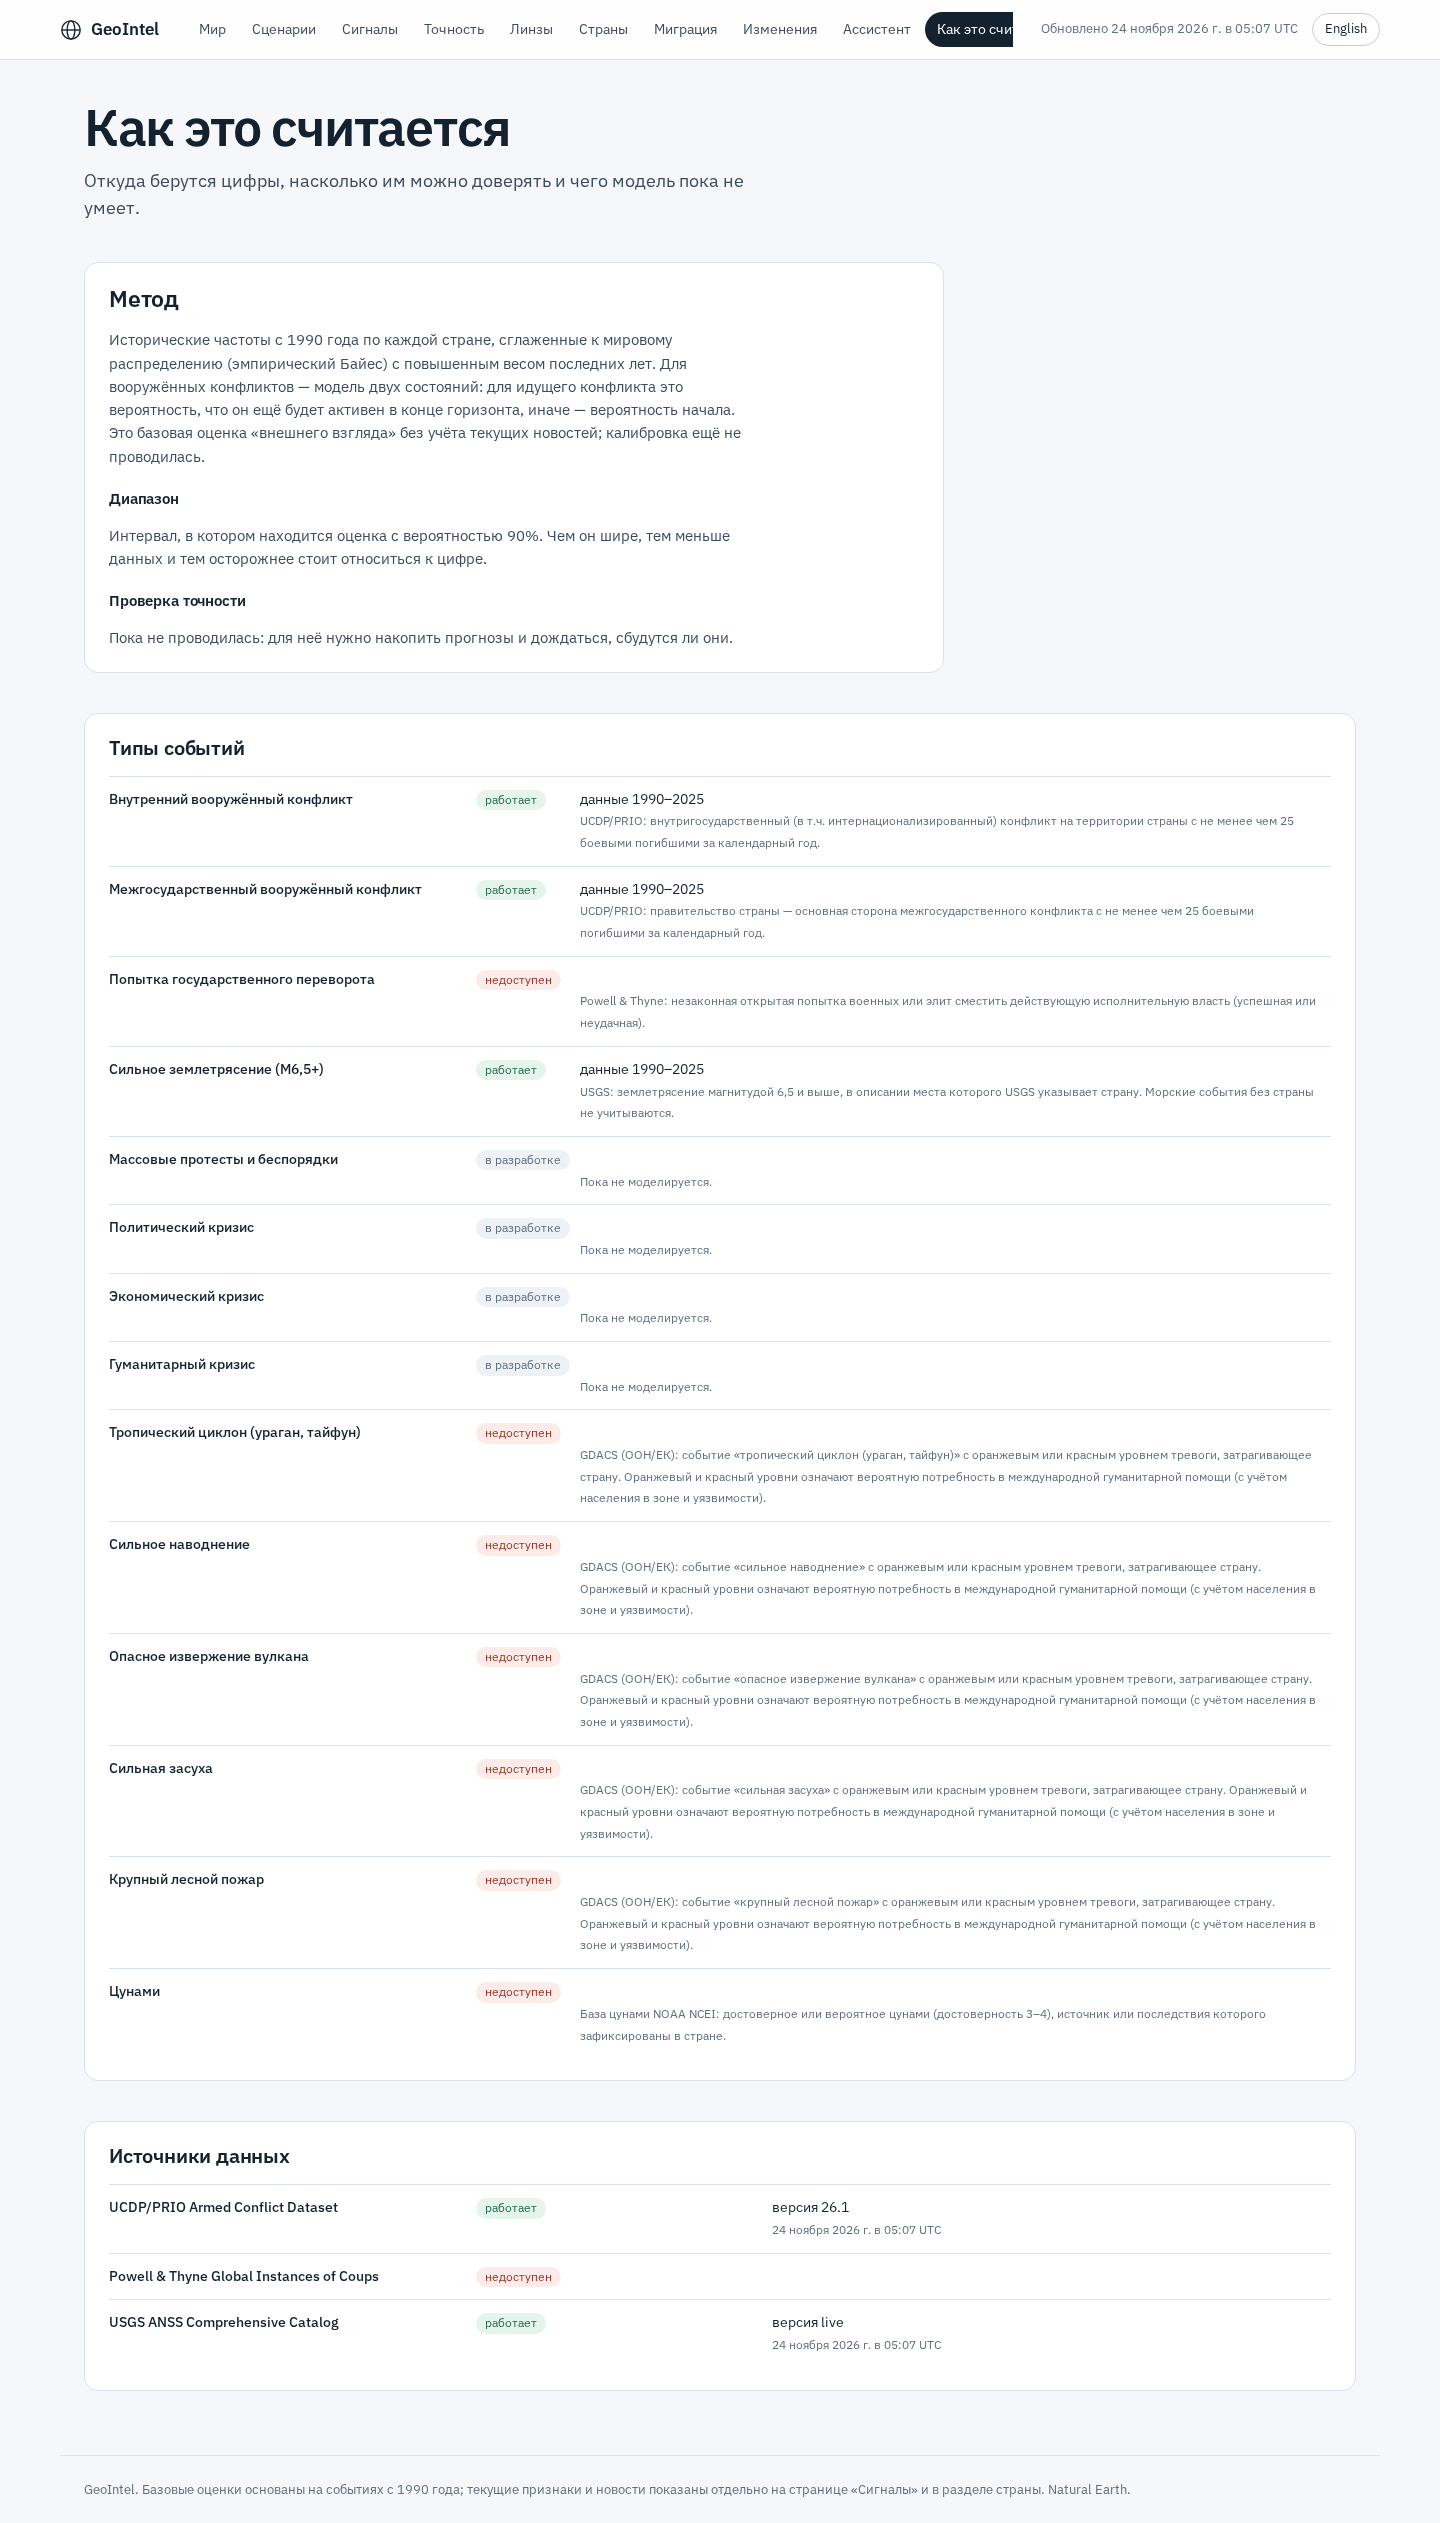 GeoIntel
Мир
Сценарии
Сигналы
Точность
Линзы
Страны
Миграция
Изменения
Ассистент
Как это
Обновлено 24 ноября 2026 г. в 05:07 UTC
English
Как это считается
Откуда берутся цифры, насколько им можно доверять и чего модель пока не
умеет.
Метод
Исторические частоты с 1990 года по каждой стране, сглаженные к мировому
распределению (эмпирический Байес) с повышенным весом последних лет. Для
вооружённых конфликтов — модель двух состояний: для идущего конфликта это
вероятность, что он ещё будет активен в конце горизонта, иначе — вероятность начала.
Это базовая оценка «внешнего взгляда» без учёта текущих новостей; калибровка ещё не
проводилась.
Диапазон
Интервал, в котором находится оценка с вероятностью 90%. Чем он шире, тем меньше
данных и тем осторожнее стоит относиться к цифре.
Проверка точности
Пока не проводилась: для неё нужно накопить прогнозы и дождаться, сбудутся ли они.
Типы событий
Внутренний вооружённый конфликт
работает
данные 1990–2025
UCDP/PRIO: внутригосударственный (в т.ч. интернационализированный) конфликт на территории страны с не менее чем 25
боевыми погибшими за календарный год.
Межгосударственный вооружённый конфликт
работает
данные 1990–2025
UCDP/PRIO: правительство страны — основная сторона межгосударственного конфликта с не менее чем 25 боевыми
погибшими за календарный год.
Попытка государственного переворота
недоступен
Powell & Thyne: незаконная открытая попытка военных или элит сместить действующую исполнительную власть (успешная или
неудачная).
Сильное землетрясение (M6,5+)
работает
данные 1990–2025
USGS: землетрясение магнитудой 6,5 и выше, в описании места которого USGS указывает страну. Морские события без страны
не учитываются.
Массовые протесты и беспорядки
в разработке
Пока не моделируется.
Политический кризис
в разработке
Пока не моделируется.
Экономический кризис
в разработке
Пока не моделируется.
Гуманитарный кризис
в разработке
Пока не моделируется.
Тропический циклон (ураган, тайфун)
недоступен
GDACS (ООН/ЕК): событие «тропический циклон (ураган, тайфун)» с оранжевым или красным уровнем тревоги, затрагивающее
страну. Оранжевый и красный уровни означают вероятную потребность в международной гуманитарной помощи (с учётом
населения в зоне и уязвимости).
Сильное наводнение
недоступен
GDACS (ООН/ЕК): событие «сильное наводнение» с оранжевым или красным уровнем тревоги, затрагивающее страну.
Оранжевый и красный уровни означают вероятную потребность в международной гуманитарной помощи (с учётом населения в
зоне и уязвимости).
Опасное извержение вулкана
недоступен
GDACS (ООН/ЕК): событие «опасное извержение вулкана» с оранжевым или красным уровнем тревоги, затрагивающее страну.
Оранжевый и красный уровни означают вероятную потребность в международной гуманитарной помощи (с учётом населения в
зоне и уязвимости).
Сильная засуха
недоступен
GDACS (ООН/ЕК): событие «сильная засуха» с оранжевым или красным уровнем тревоги, затрагивающее страну. Оранжевый и
красный уровни означают вероятную потребность в международной гуманитарной помощи (с учётом населения в зоне и
уязвимости).
Крупный лесной пожар
недоступен
GDACS (ООН/ЕК): событие «крупный лесной пожар» с оранжевым или красным уровнем тревоги, затрагивающее страну.
Оранжевый и красный уровни означают вероятную потребность в международной гуманитарной помощи (с учётом населения в
зоне и уязвимости).
Цунами
недоступен
База цунами NOAA NCEI: достоверное или вероятное цунами (достоверность 3–4), источник или последствия которого
зафиксированы в стране.
Источники данных
UCDP/PRIO Armed Conflict Dataset
работает
версия 26.1
24 ноября 2026 г. в 05:07 UTC
Powell & Thyne Global Instances of Coups
недоступен
USGS ANSS Comprehensive Catalog
работает
версия live
24 ноября 2026 г. в 05:07 UTC
GeoIntel. Базовые оценки основаны на событиях с 1990 года; текущие признаки и новости показаны отдельно на странице «Сигналы» и в разделе страны. Natural Earth.